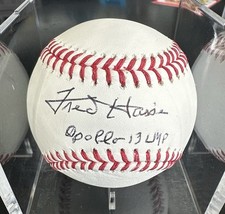 Fred Haise
Apollo 13 LMP